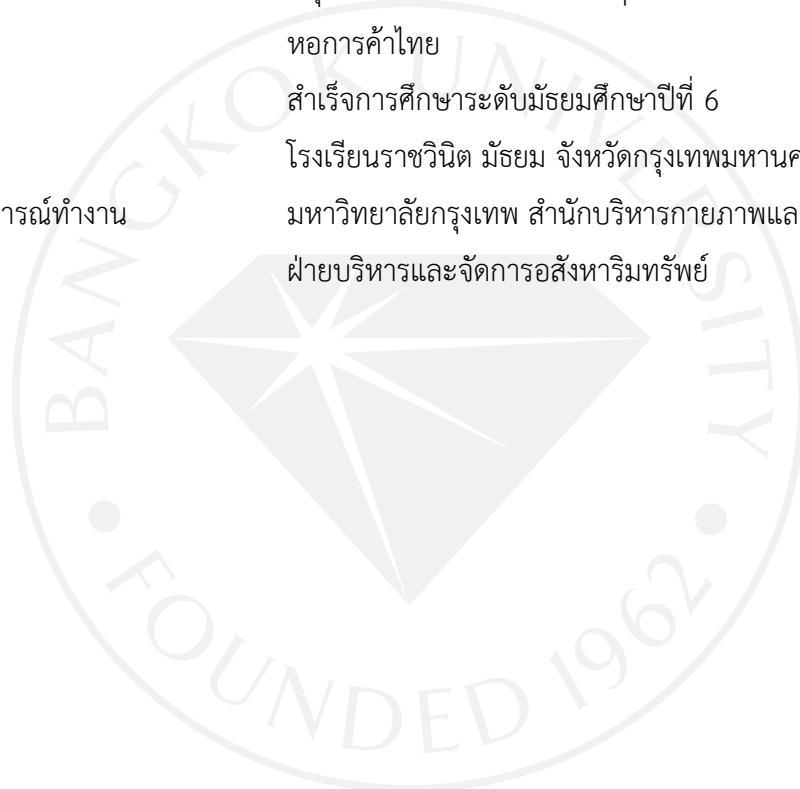 หอการค้าไทย
สำเร็จการศึกษาระดับมัธยมศึกษาปีที่ 6
โรงเรียนราชวินิต มัธยม จังหวัดกรุงเทพมหานค
ารณ์ทำงาน มหาวิทยาลัยกรุงเทพ สำนักบริหารกายภาพแล
ฝ่ายบริหารและจัดการอสังหาริมทรัพย์
BANGKOK UNIVERSITY
• FOUNDED 1962 •